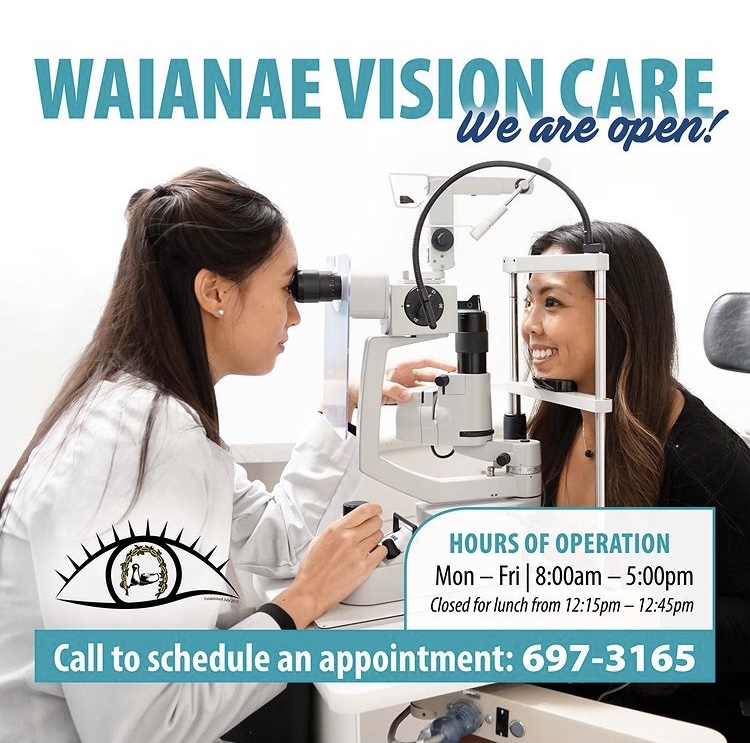 WAIANAE VISION CARE
We are open!
HOURS OF OPERATION
Mon – Fri | 8:00am – 5:00pm
Closed for lunch from 12:15pm – 12:45pm
Call to schedule an appointment: 697-3165